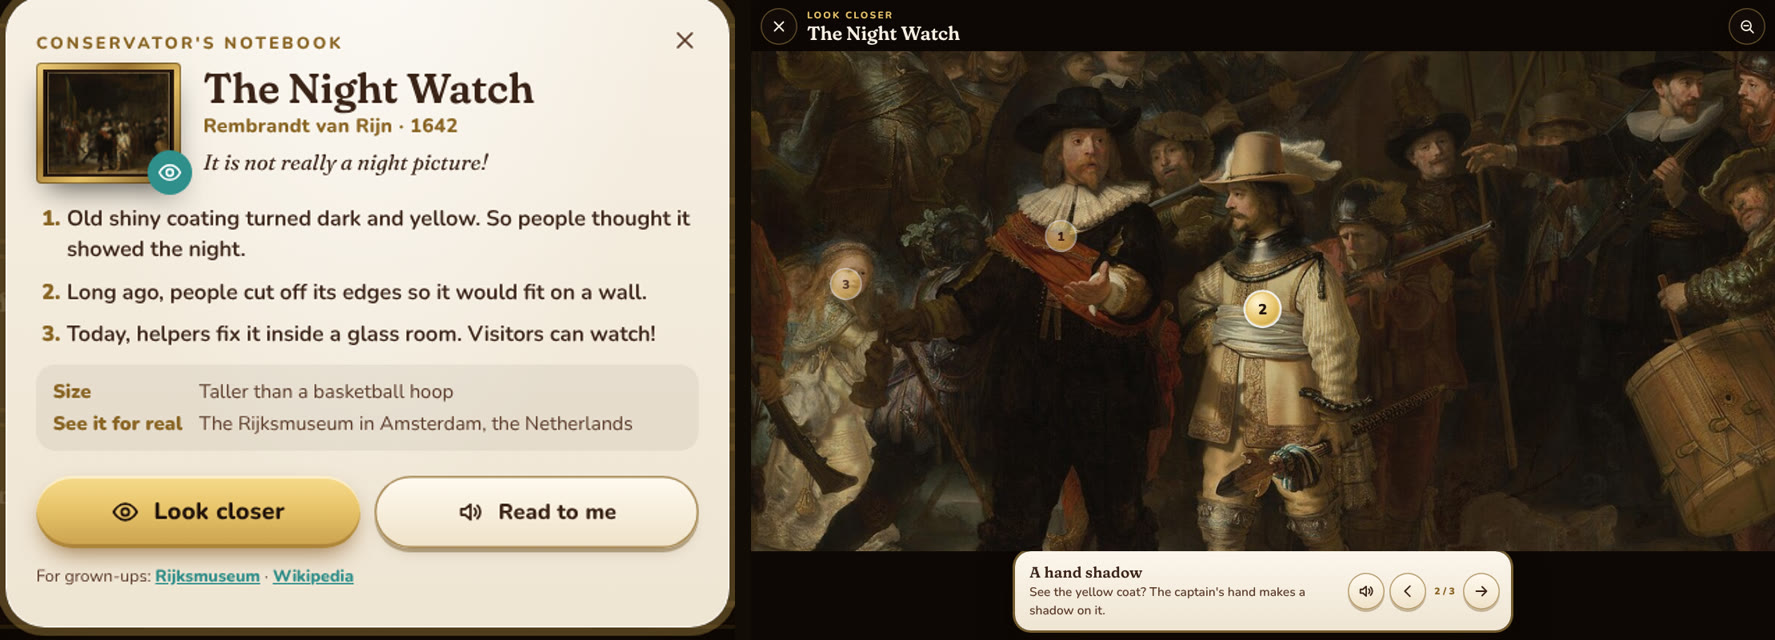 CONSERVATOR'S NOTEBOOK
The Night Watch
Rembrandt van Rijn · 1642
It is not really a night picture!
1. Old shiny coating turned dark and yellow. So people thought it
showed the night.
2. Long ago, people cut off its edges so it would fit on a wall.
3. Today, helpers fix it inside a glass room. Visitors can watch!
Size Taller than a basketball hoop
See it for real The Rijksmuseum in Amsterdam, the Netherlands
Look closer
Read to me
For grown-ups: Rijksmuseum · Wikipedia
LOOK CLOSER
The Night Watch
1
3
2
A hand shadow
See the yellow coat? The captain's hand makes a
shadow on it.
2 / 3